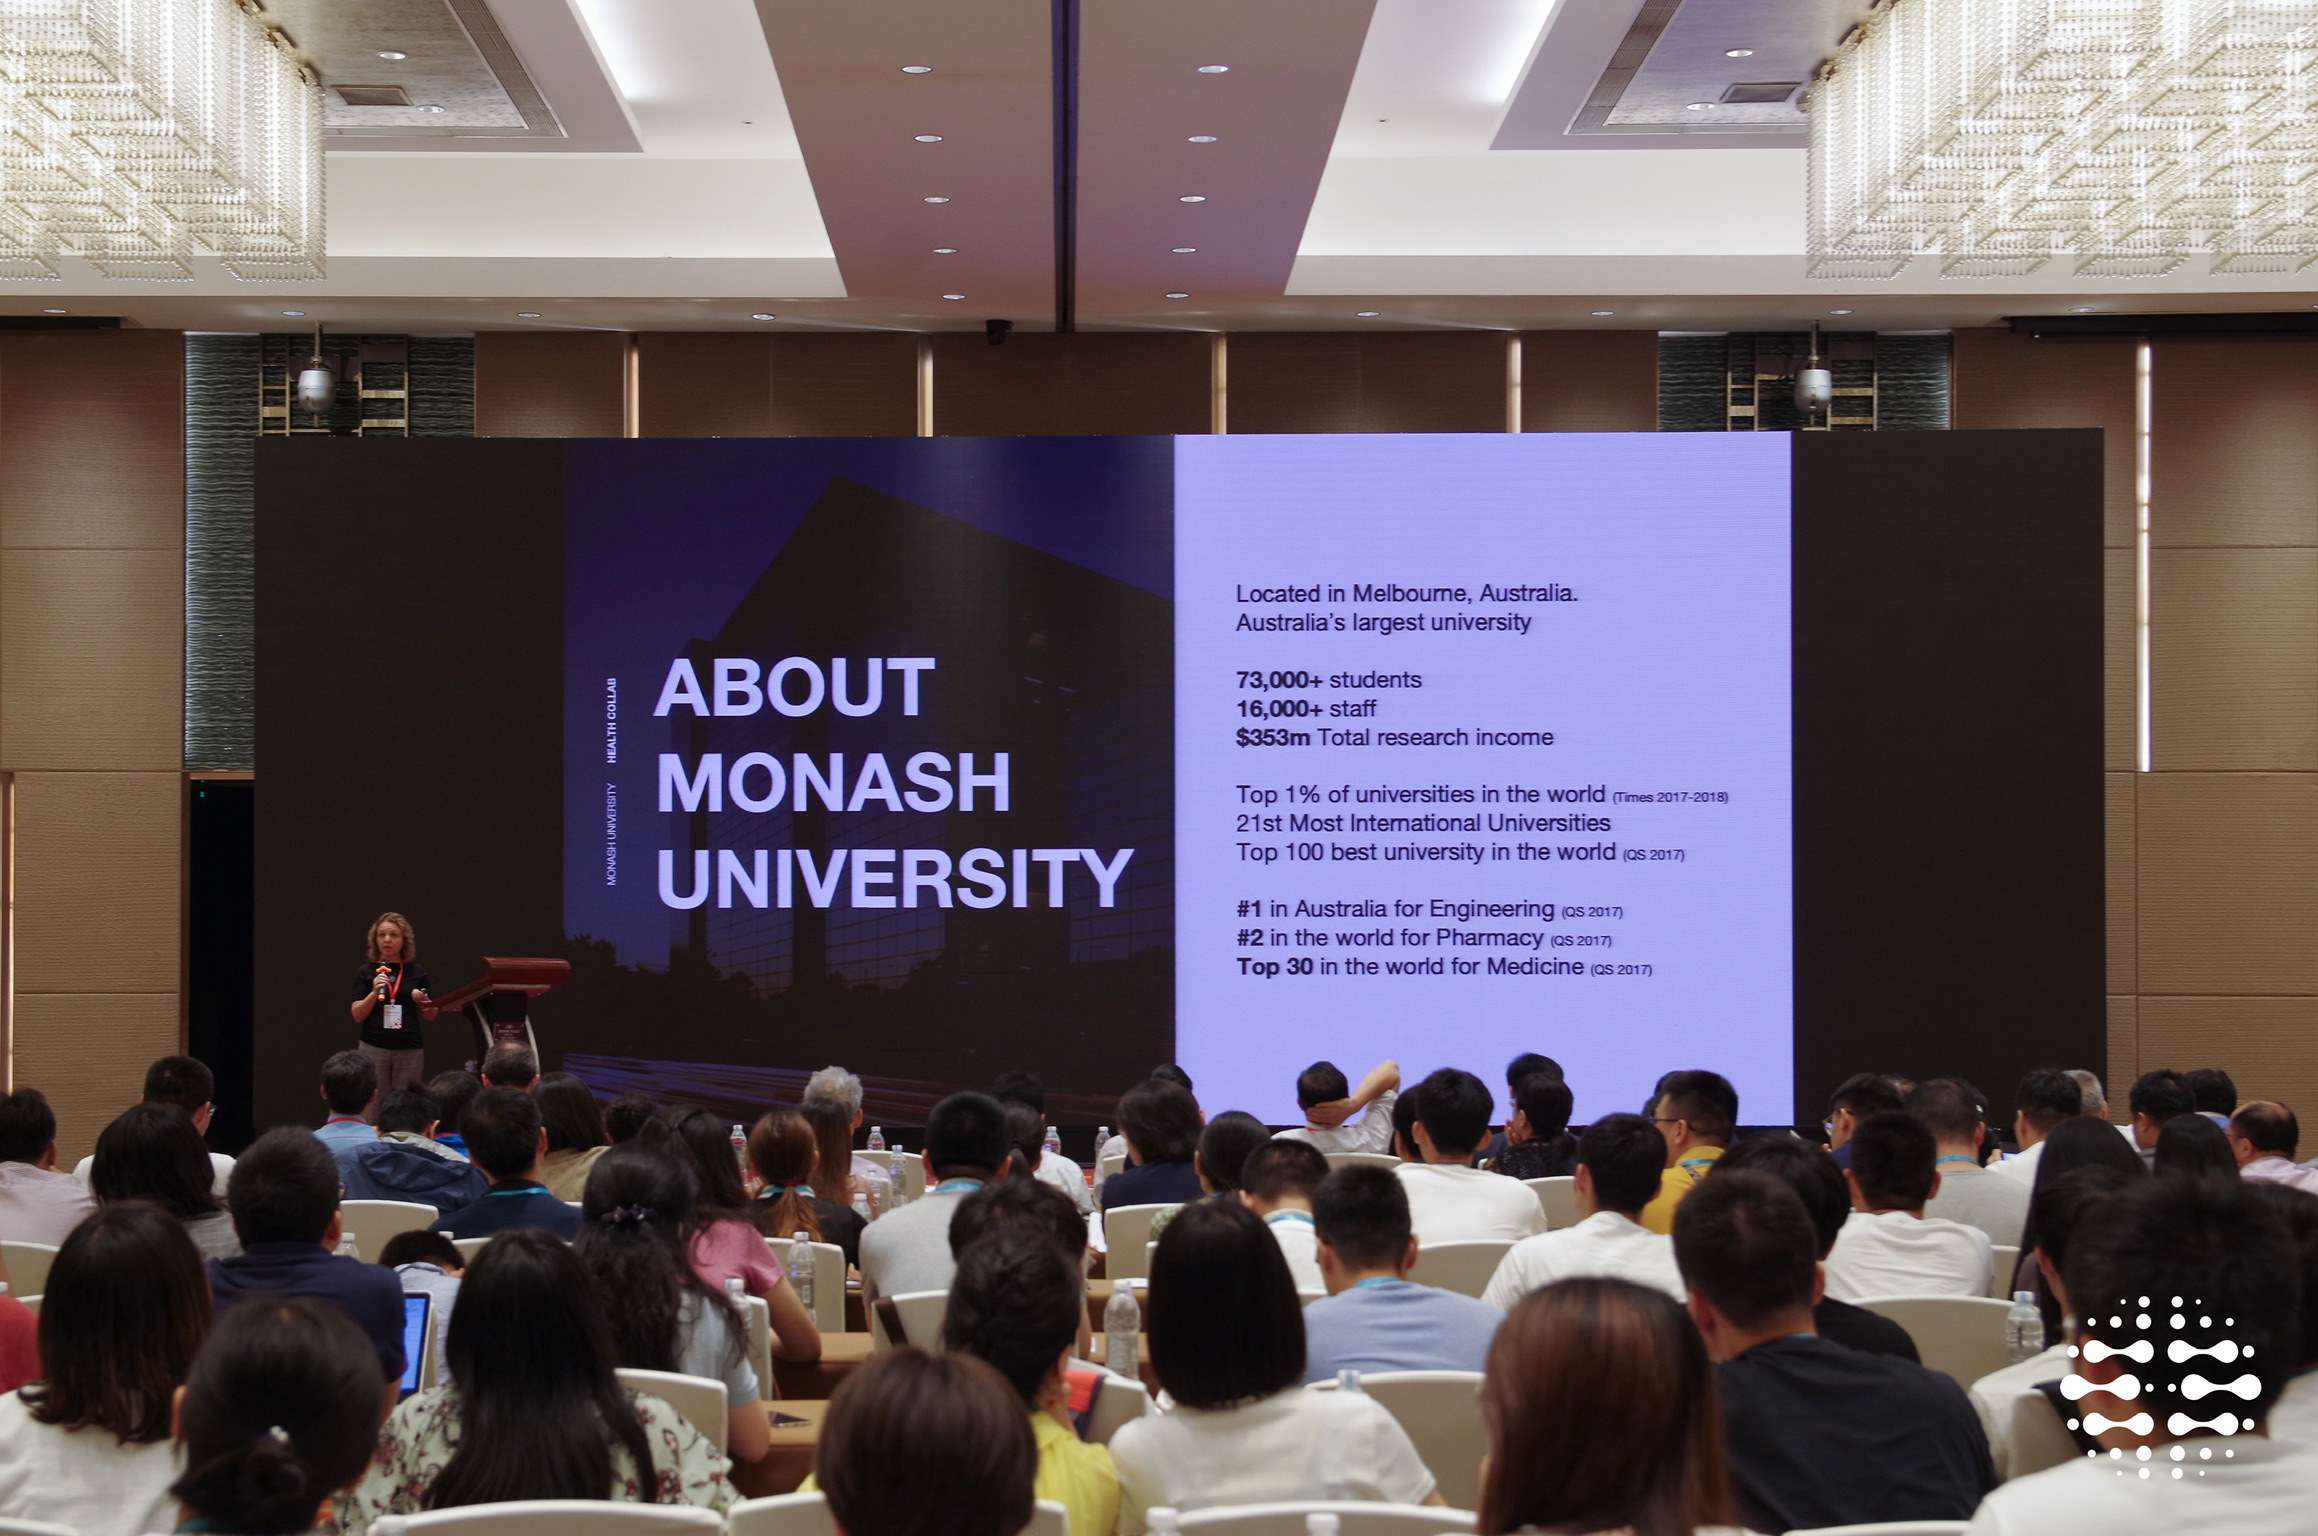 ABOUT
MONASH
UNIVERSITY
MONASH UNIVERSITY HEALTH COLLAB
Located in Melbourne, Australia.
Australia's largest university
73,000+ students
16,000+ staff
$353m Total research income
Top 1% of universities in the world (Times 2017-2018)
21st Most International Universities
Top 100 best university in the world (QS 2017)
#1 in Australia for Engineering (QS 2017)
#2 in the world for Pharmacy (QS 2017)
Top 30 in the world for Medicine (QS 2017)